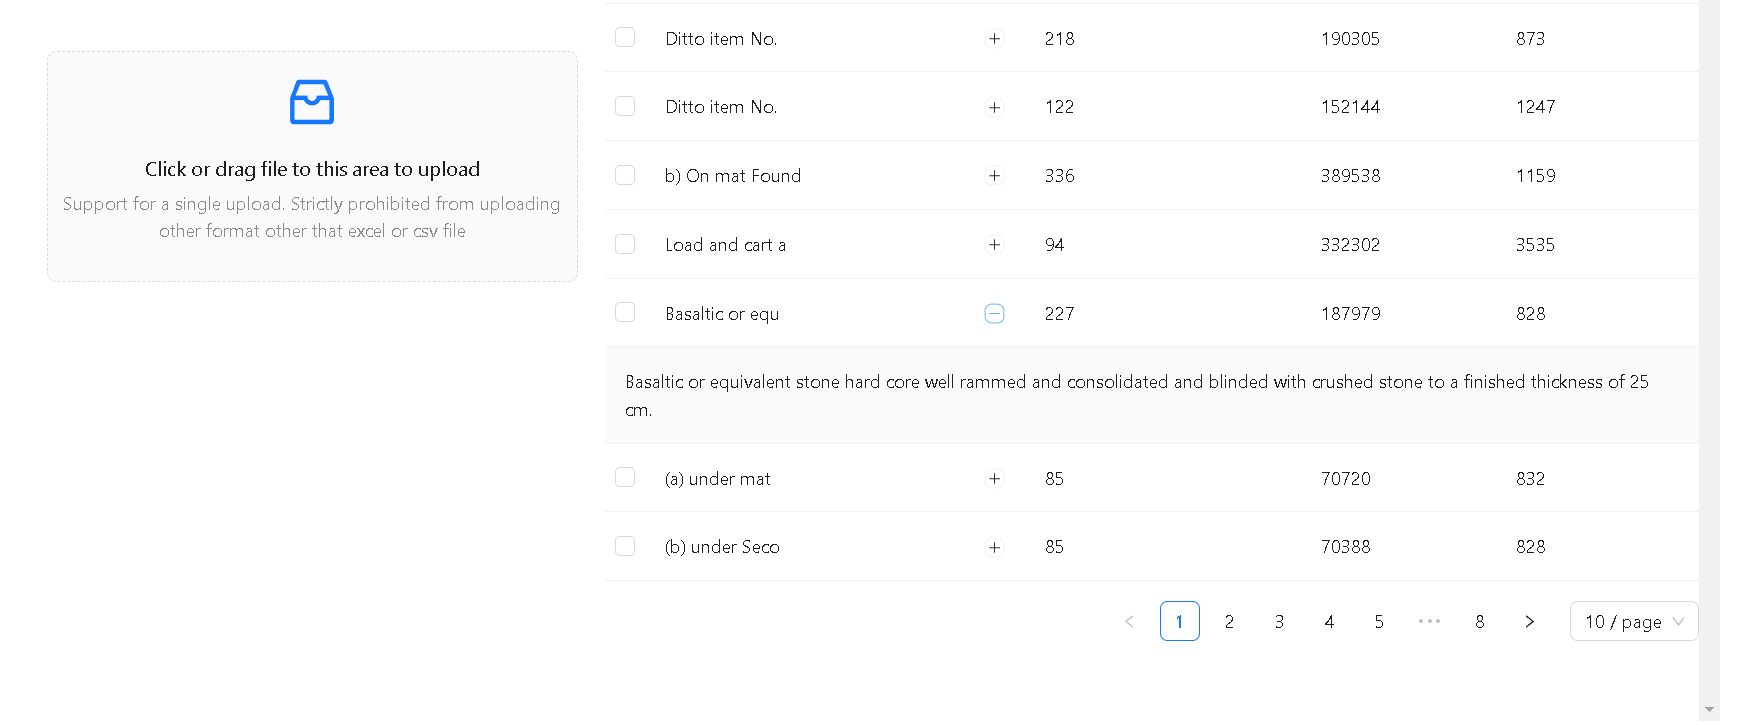 Click or drag file to this area to upload
Support for a single upload. Strictly prohibited from uploading
other format other that excel or csv file
Ditto item No. 218 190305 873
Ditto item No. 122 152144 1247
b) On mat Found 336 389538 1159
Load and cart a 94 332302 3535
Basaltic or equ 227 187979 828
Basaltic or equivalent stone hard core well rammed and consolidated and blinded with crushed stone to a finished thickness of 25
cm.
(a) under mat 85 70720 832
(b) under Seco 85 70388 828
1 2 3 4 5 ••• 8 10 / page